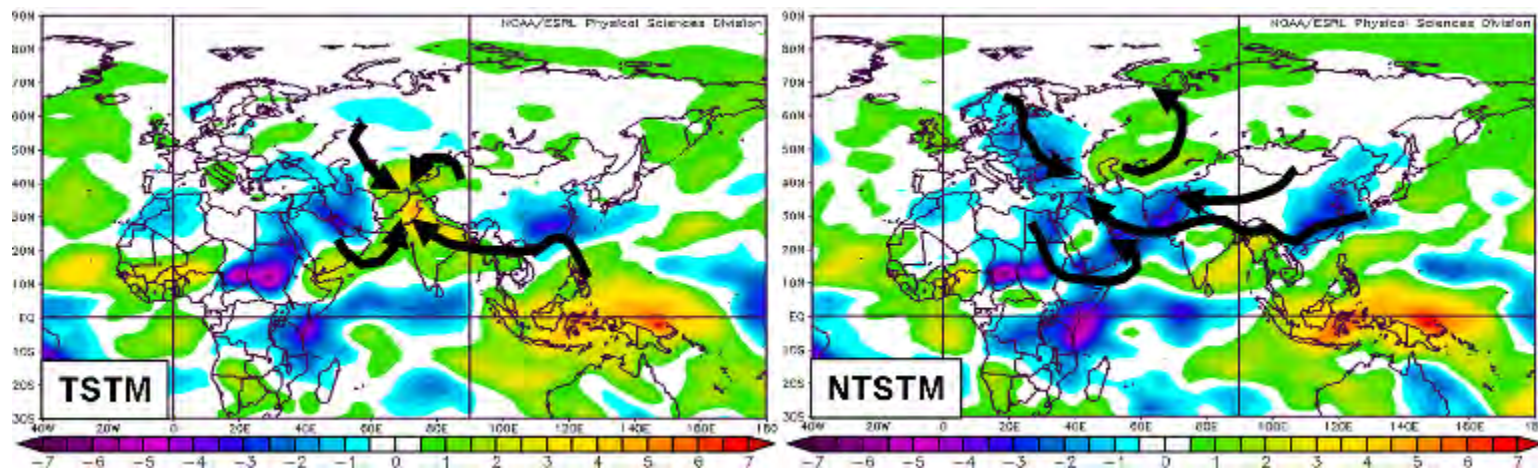 NOAA/ESRL Physical Sciences Division
90N
80N
70N
60N
50N
40N
30N
20N
10N
EQ
10S
20S
30S
TSTM
40W 20W 0 20E 40E 60E 80E 100E 120E 140E 160E 180
-7 -6 -5 -4 -3 -2 -1 0 1 2 3 4 5 6 7
NOAA/ESRL Physical Sciences Division
90N
80N
70N
60N
50N
40N
30N
20N
10N
EQ
10S
20S
30S
NTSTM
40W 20W 0 20E 40E 60E 80E 100E 120E 140E 160E 18
-7 -6 -5 -4 -3 -2 -1 0 1 2 3 4 5 6 7